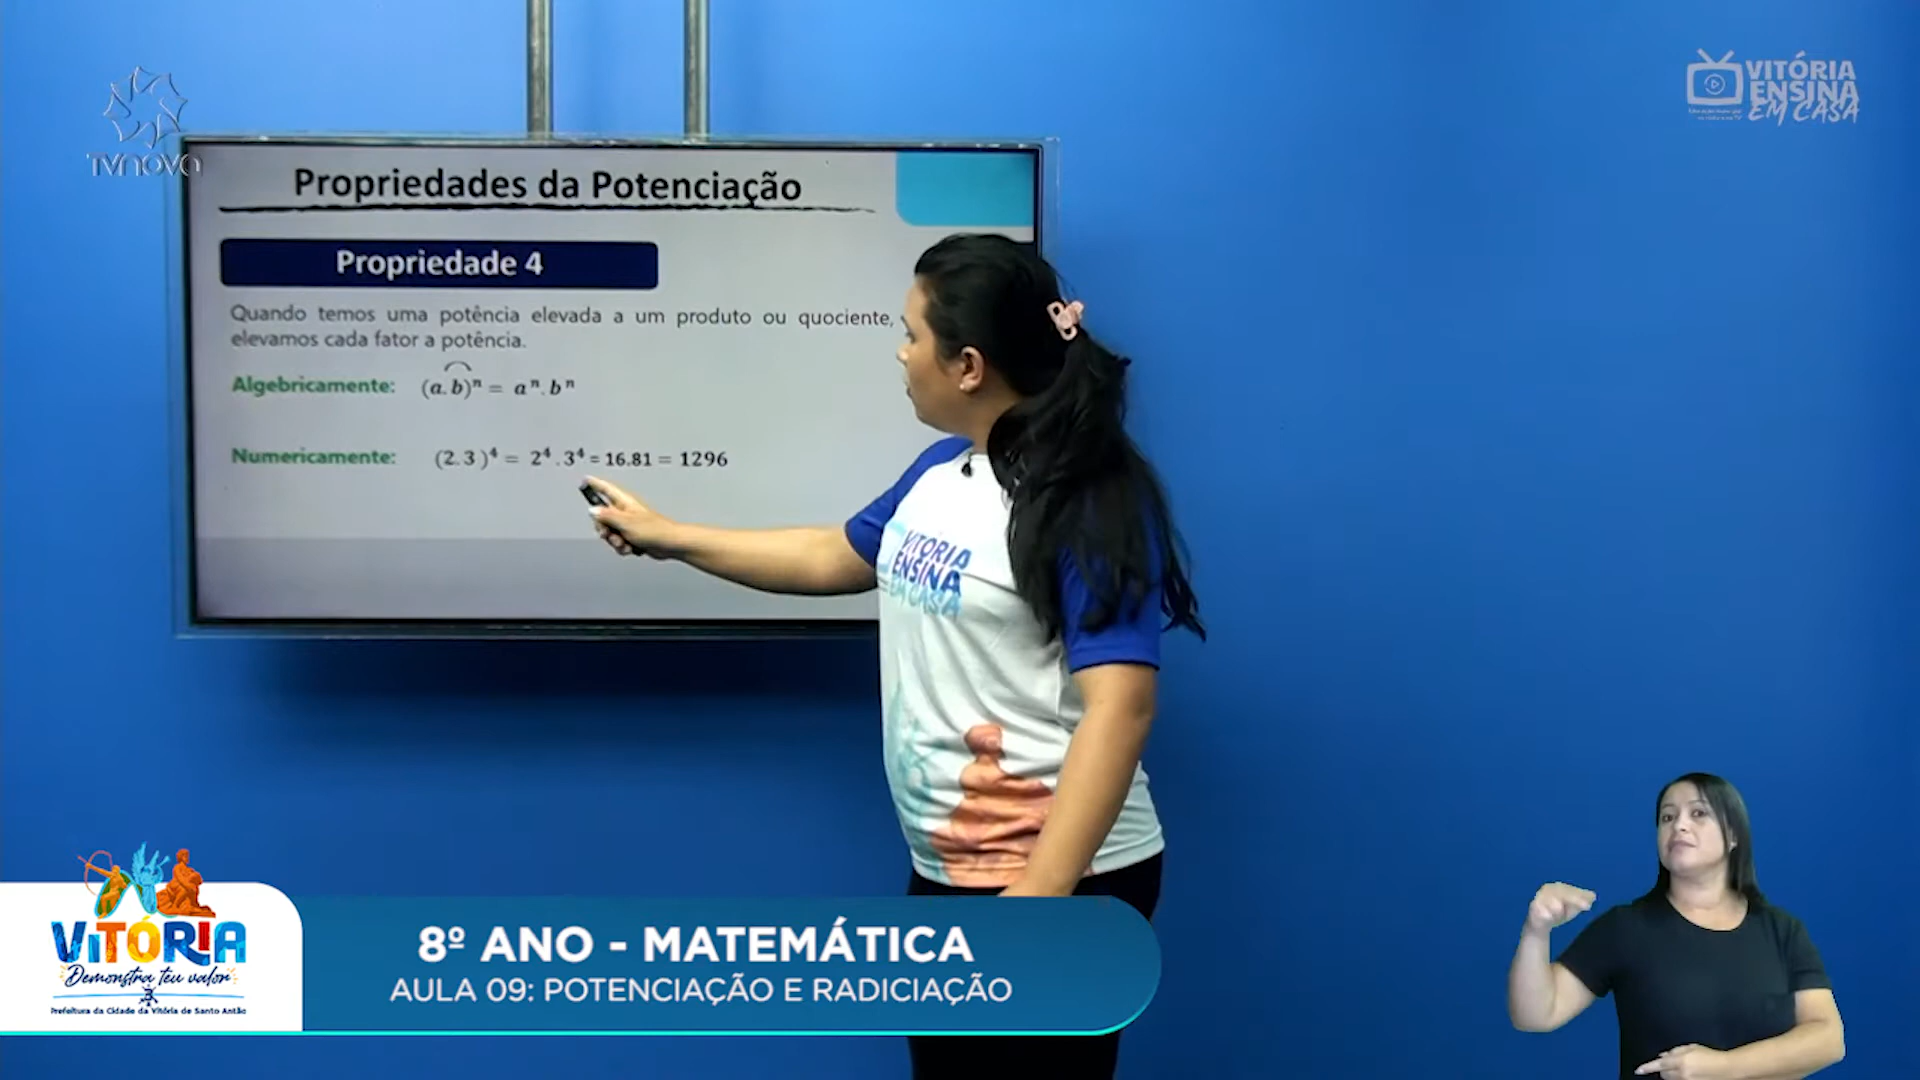 TVNOVA
VITÓRIA
ENSINA
EM CASA
Propriedades da Potenciação
Propriedade 4
Quando temos uma potência elevada a um produto ou quociente,
elevamos cada fator a potência.
Algebricamente: (a.b)ⁿ = aⁿ.bⁿ
Numericamente: (2.3)⁴ = 2⁴.3⁴ = 16.81 = 1296
VITÓRIA
ENSINA
EM CASA
VITÓRIA
Demonstra teu valor
Prefeitura da Cidade da Vitória de Santo Antão
8º ANO - MATEMÁTICA
AULA 09: POTENCIAÇÃO E RADICIAÇÃO